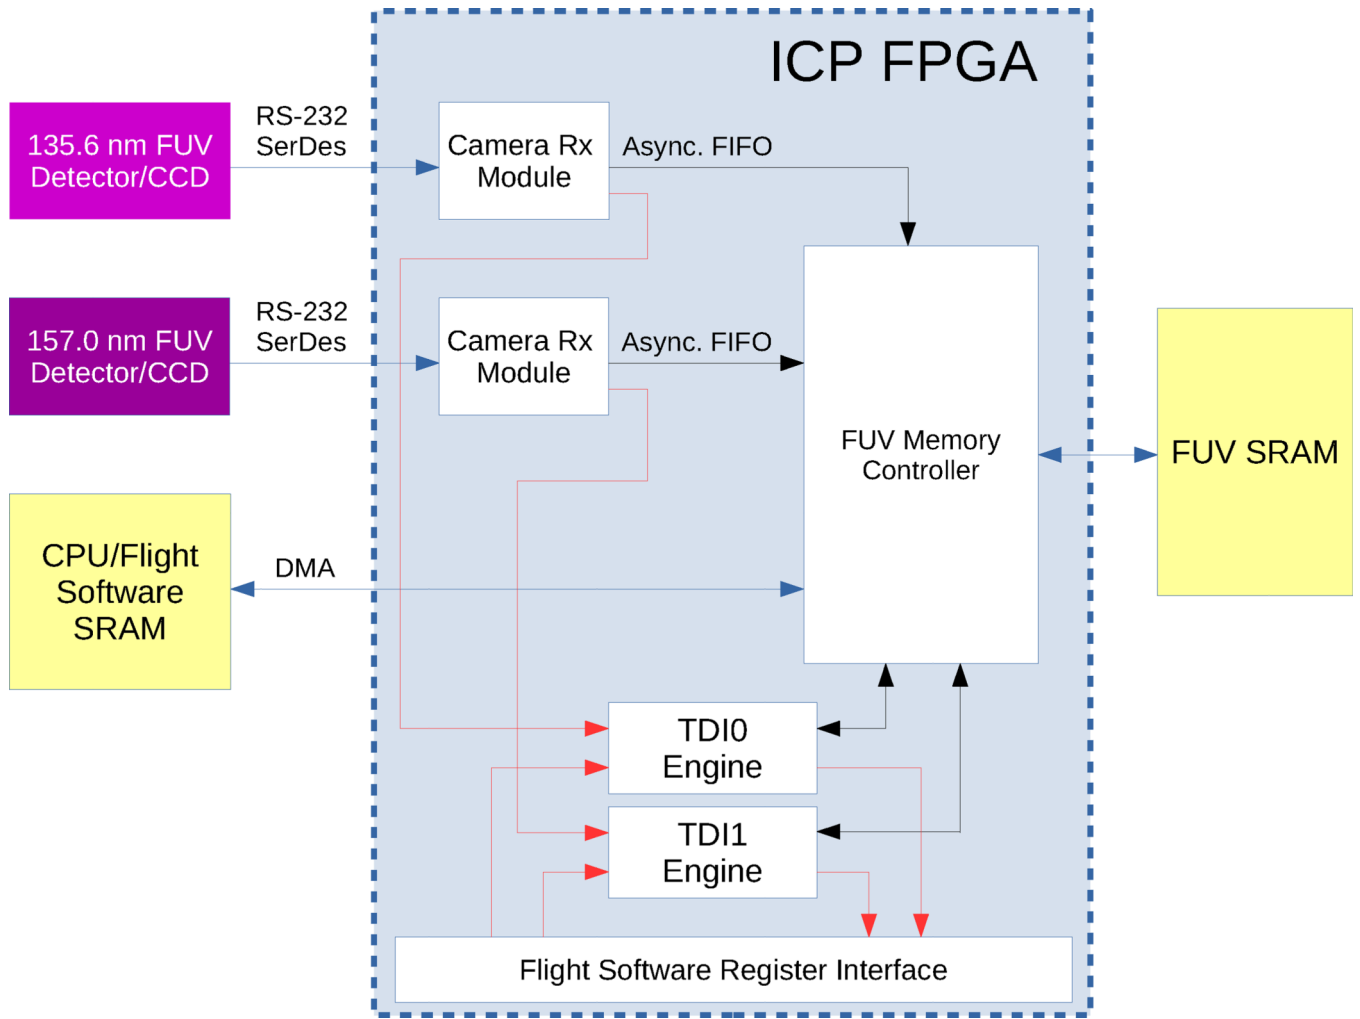 ICP FPGA
135.6 nm FUV
Detector/CCD
RS-232
SerDes
Camera Rx
Module
Async. FIFO
157.0 nm FUV
Detector/CCD
RS-232
SerDes
Camera Rx
Module
Async. FIFO
FUV Memory
Controller
FUV SRAM
CPU/Flight
Software
SRAM
DMA
TDI0
Engine
TDI1
Engine
Flight Software Register Interface